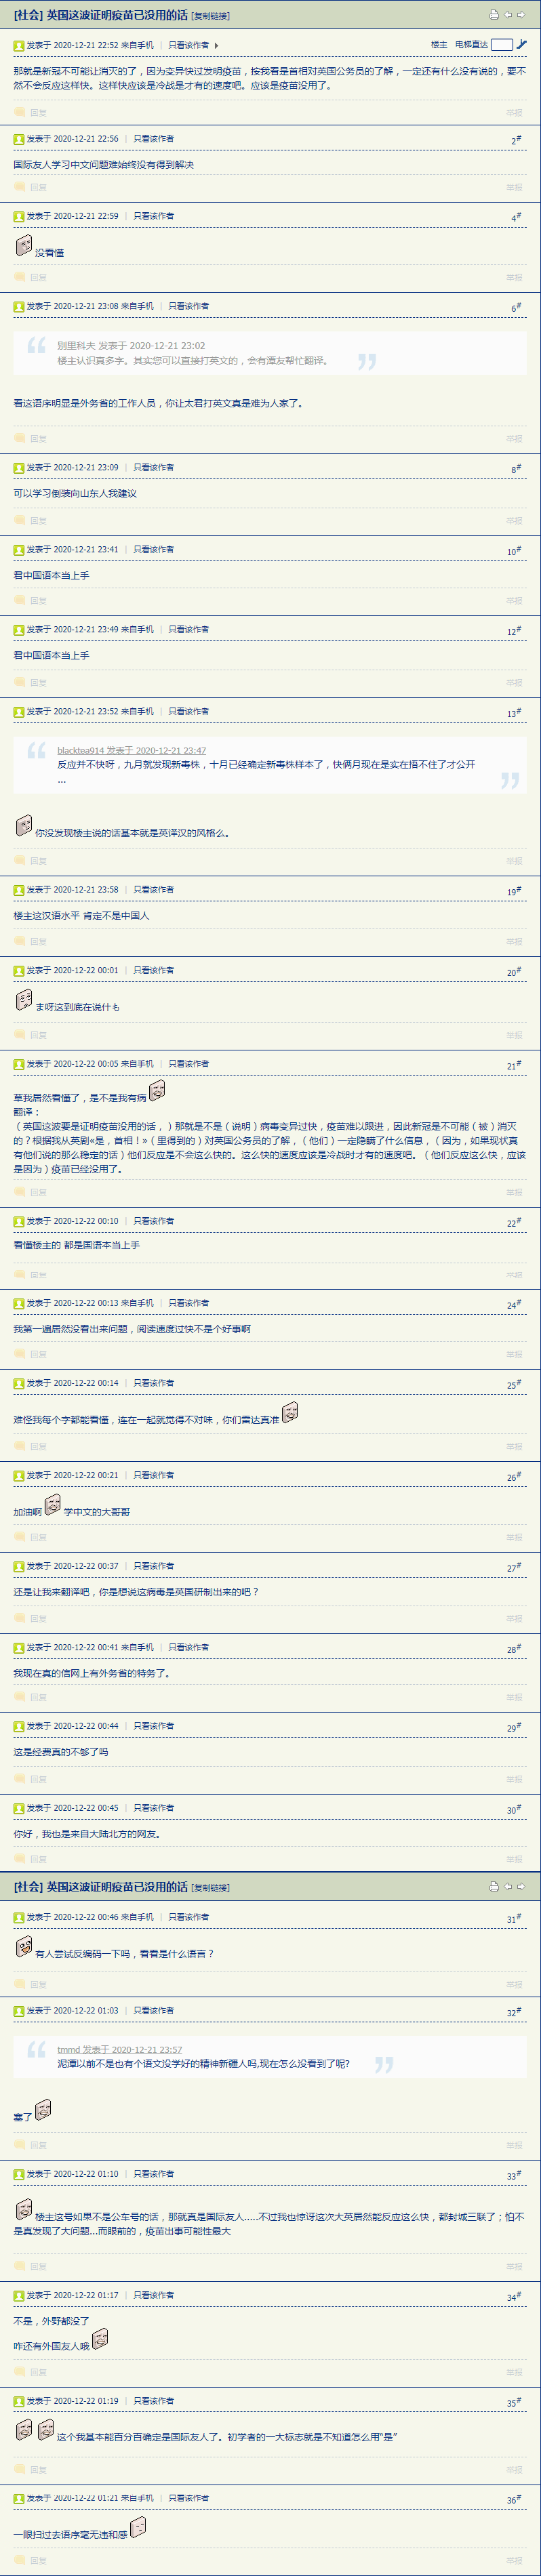 [社会] 英国这波证明疫苗已没用的话 [复制链接]
发表于 2020-12-21 22:52 来自手机 | 只看该作者 楼主 电梯直达
那就是新冠不可能让消灭的了，因为变异快过发明疫苗，按我看是首相对英国公务员的了解，一定还有什么没有说的，要不
然不会反应这样快。这样快应该是冷战是才有的速度吧。应该是疫苗没用了。
回复 举报
发表于 2020-12-21 22:56 | 只看该作者 2#
国际友人学习中文问题难始终没有得到解决
回复 举报
发表于 2020-12-21 22:59 | 只看该作者 4#
没看懂
回复 举报
发表于 2020-12-21 23:08 来自手机 | 只看该作者 6#
别里科夫 发表于 2020-12-21 23:02
楼主认识真多字。其实您可以直接打英文的，会有潭友帮忙翻译。
看这语序明显是外务省的工作人员，你让太君打英文真是难为人家了。
回复 举报
发表于 2020-12-21 23:09 | 只看该作者 8#
可以学习倒装向山东人我建议
回复 举报
发表于 2020-12-21 23:41 | 只看该作者 10#
君中国语本当上手
回复 举报
发表于 2020-12-21 23:49 来自手机 | 只看该作者 12#
君中国语本当上手
回复 举报
发表于 2020-12-21 23:52 来自手机 | 只看该作者 13#
blacktea914 发表于 2020-12-21 23:47
反应并不快呀，九月就发现新毒株，十月已经确定新毒株样本了，快俩月现在是实在捂不住了才公开
...
你没发现楼主说的话基本就是英译汉的风格么。
回复 举报
发表于 2020-12-21 23:58 | 只看该作者 19#
楼主这汉语水平 肯定不是中国人
回复 举报
发表于 2020-12-22 00:01 | 只看该作者 20#
ま呀这到底在说什も
回复 举报
发表于 2020-12-22 00:05 来自手机 | 只看该作者 21#
草我居然看懂了，是不是我有病
翻译：
（英国这波要是证明疫苗没用的话，）那就是不是（说明）病毒变异过快，疫苗难以跟进，因此新冠是不可能（被）消灭
的？根据我从英剧«是，首相！»（里得到的）对英国公务员的了解，（他们）一定隐瞒了什么信息，（因为，如果现状真
有他们说的那么稳定的话）他们反应是不会这么快的。这么快的速度应该是冷战时才有的速度吧。（他们反应这么快，应该
是因为）疫苗已经没用了。
回复 举报
发表于 2020-12-22 00:10 | 只看该作者 22#
看懂楼主的 都是国语本当上手
回复 举报
发表于 2020-12-22 00:13 来自手机 | 只看该作者 24#
我第一遍居然没看出来问题，阅读速度过快不是个好事啊
回复 举报
发表于 2020-12-22 00:14 | 只看该作者 25#
难怪我每个字都能看懂，连在一起就觉得不对味，你们雷达真准
回复 举报
发表于 2020-12-22 00:21 | 只看该作者 26#
加油啊 学中文的大哥哥
回复 举报
发表于 2020-12-22 00:37 | 只看该作者 27#
还是让我来翻译吧，你是想说这病毒是英国研制出来的吧？
回复 举报
发表于 2020-12-22 00:41 来自手机 | 只看该作者 28#
我现在真的信网上有外务省的特务了。
回复 举报
发表于 2020-12-22 00:44 | 只看该作者 29#
这是经费真的不够了吗
回复 举报
发表于 2020-12-22 00:45 | 只看该作者 30#
你好，我也是来自大陆北方的网友。
回复 举报
[社会] 英国这波证明疫苗已没用的话 [复制链接]
发表于 2020-12-22 00:46 来自手机 | 只看该作者 31#
有人尝试反编码一下吗，看看是什么语言？
回复 举报
发表于 2020-12-22 01:03 | 只看该作者 32#
tmmd 发表于 2020-12-21 23:57
泥潭以前不是也有个语文没学好的精神新疆人吗,现在怎么没看到了呢?
塞了
回复 举报
发表于 2020-12-22 01:10 | 只看该作者 33#
楼主这号如果不是公车号的话，那就真是国际友人.....不过我也惊讶这次大英居然能反应这么快，都封城三联了；怕不
是真发现了大问题...而眼前的，疫苗出事可能性最大
回复 举报
发表于 2020-12-22 01:17 | 只看该作者 34#
不是，外野都没了
咋还有外国友人哦
回复 举报
发表于 2020-12-22 01:19 | 只看该作者 35#
这个我基本能百分百确定是国际友人了。初学者的一大标志就是不知道怎么用“是”
回复 举报
发表于 2020-12-22 01:21 来自手机 | 只看该作者 36#
一眼扫过去语序毫无违和感
回复 举报